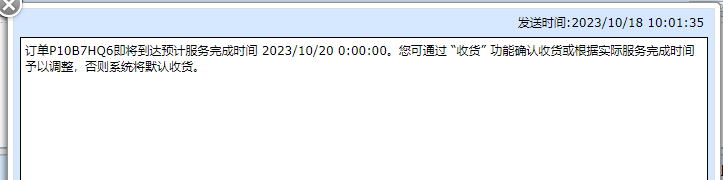 发送时间:2023/10/18 10:01:35
订单P10B7HQ6即将到达预计服务完成时间 2023/10/20 0:00:00。您可通过 “收货” 功能确认收货或根据实际服务完成时间
予以调整，否则系统将默认收货。